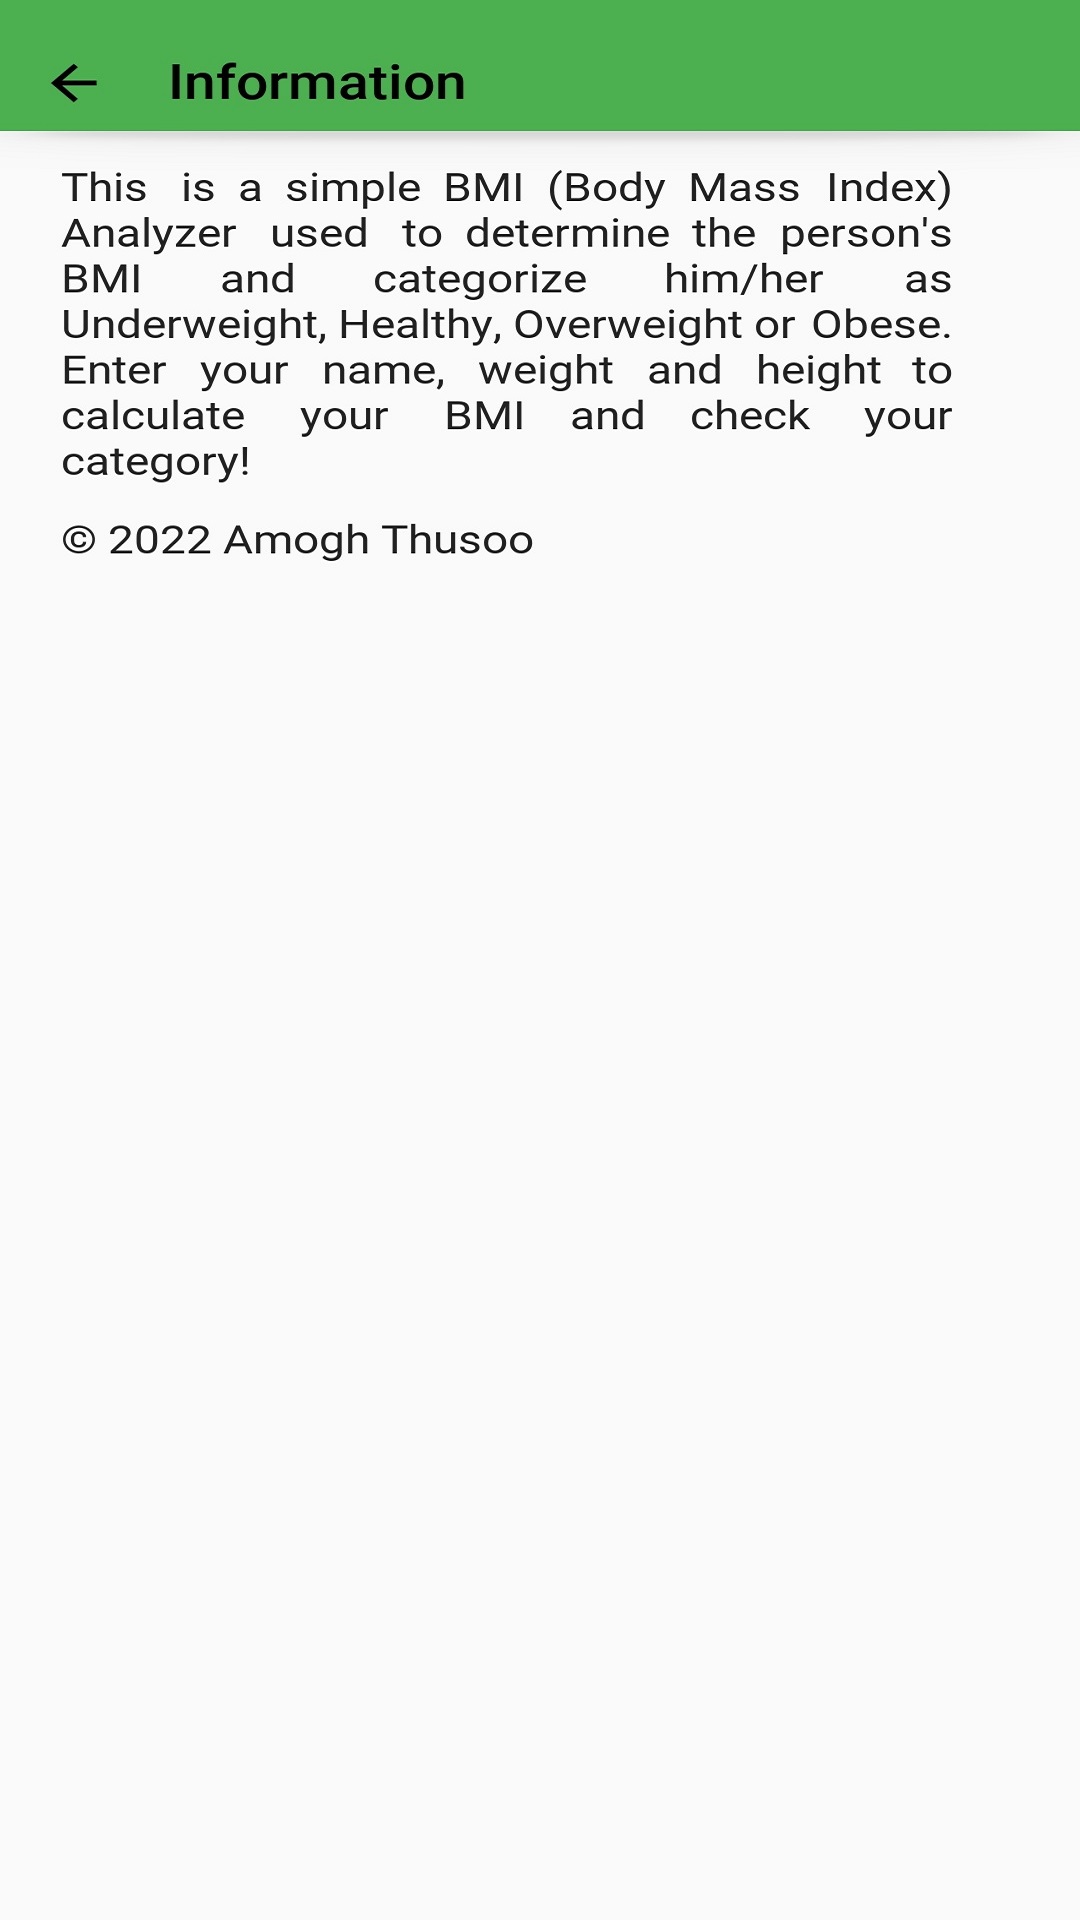 Information
This is a simple BMI (Body Mass Index)
Analyzer used to determine the person's
BMI and categorize him/her as
Underweight, Healthy, Overweight or Obese.
Enter your name, weight and height to
calculate your BMI and check your
category!
© 2022 Amogh Thusoo